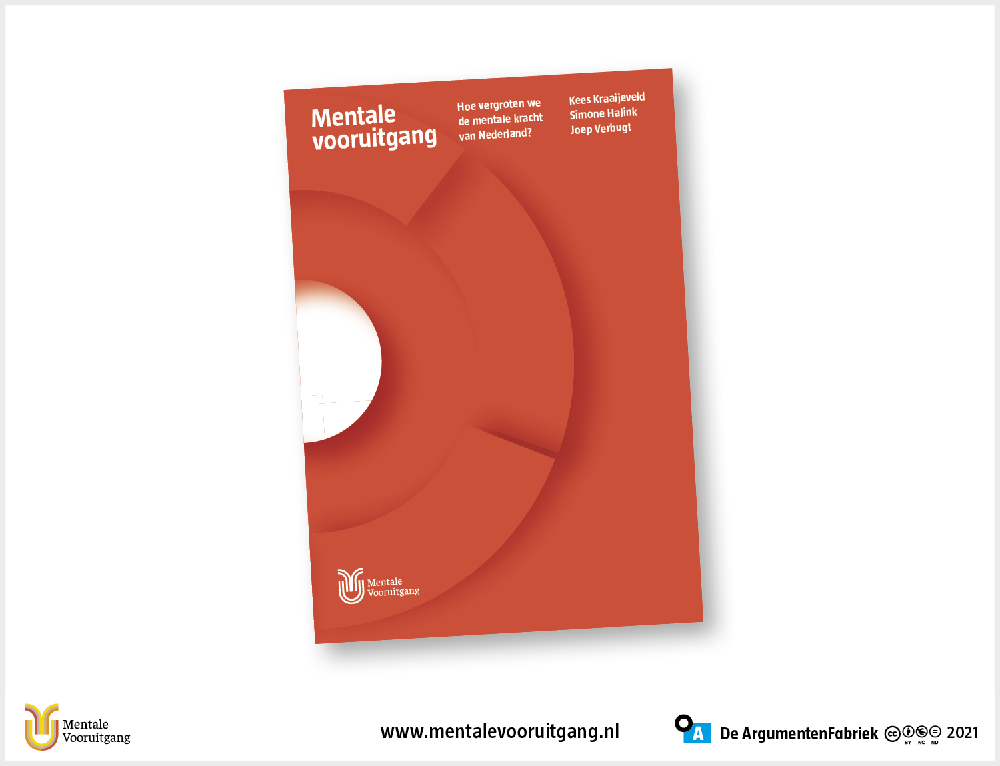 Mentale
vooruitgang
Hoe vergroten we
de mentale kracht
van Nederland?
Kees Kraaijeveld
Simone Halink
Joep Verbugt
Mentale
Vooruitgang
Mentale
Vooruitgang
www.mentalevooruitgang.nl
A
De ArgumentenFabriek
cc
BY NC ND
2021